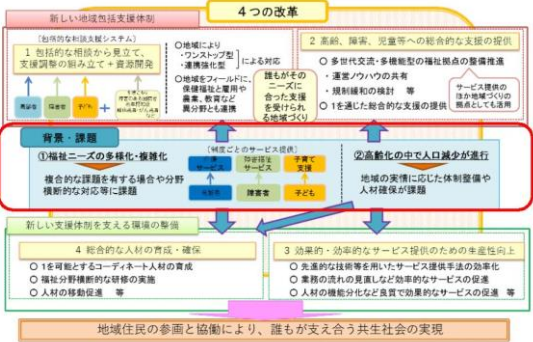 4つの改革
新しい地域包括支援体制
〔包括的な相談支援システム〕
1 包括的な相談から見立て、
支援調整の組み立て+資源開発
高齢者
障害者
子ども
○地域により
・ワンストップ型
・連携強化型
による対応
○地域をフィールドに、
保健福祉と雇用や
農業、教育など
異分野とも連携
誰もがその
ニーズに
合った支援
を受けられ
る地域づくり
2 高齢、障害、児童等への総合的な支援の提供
○ 多世代交流・多機能型の福祉拠点の整備推進
・ 運営ノウハウの共有
・ 規制緩和の検討 等
○ 1を通じた総合的な支援の提供
サービス提供の
ほか地域づくりの
拠点としても活用
背景・課題
①福祉ニーズの多様化・複雑化
複合的な課題を有する場合や分野
横断的な対応等に課題
〔制度ごとのサービス提供〕
介護
サービス
障害福祉
サービス
子育て
支援
高齢者
障害者
子ども
②高齢化の中で人口減少が進行
地域の実情に応じた体制整備や
人材確保が課題
新しい支援体制を支える環境の整備
4 総合的な人材の育成・確保
○ 1を可能とするコーディネート人材の育成
○ 福祉分野横断的な研修の実施
○ 人材の移動促進 等
3 効果的・効率的なサービス提供のための生産性向上
○ 先進的な技術等を用いたサービス提供手法の効率化
○ 業務の流れの見直しなど効率的なサービスの促進
○ 人材の機能分化など良質で効果的なサービスの促進 等
地域住民の参画と協働により、誰もが支え合う共生社会の実現